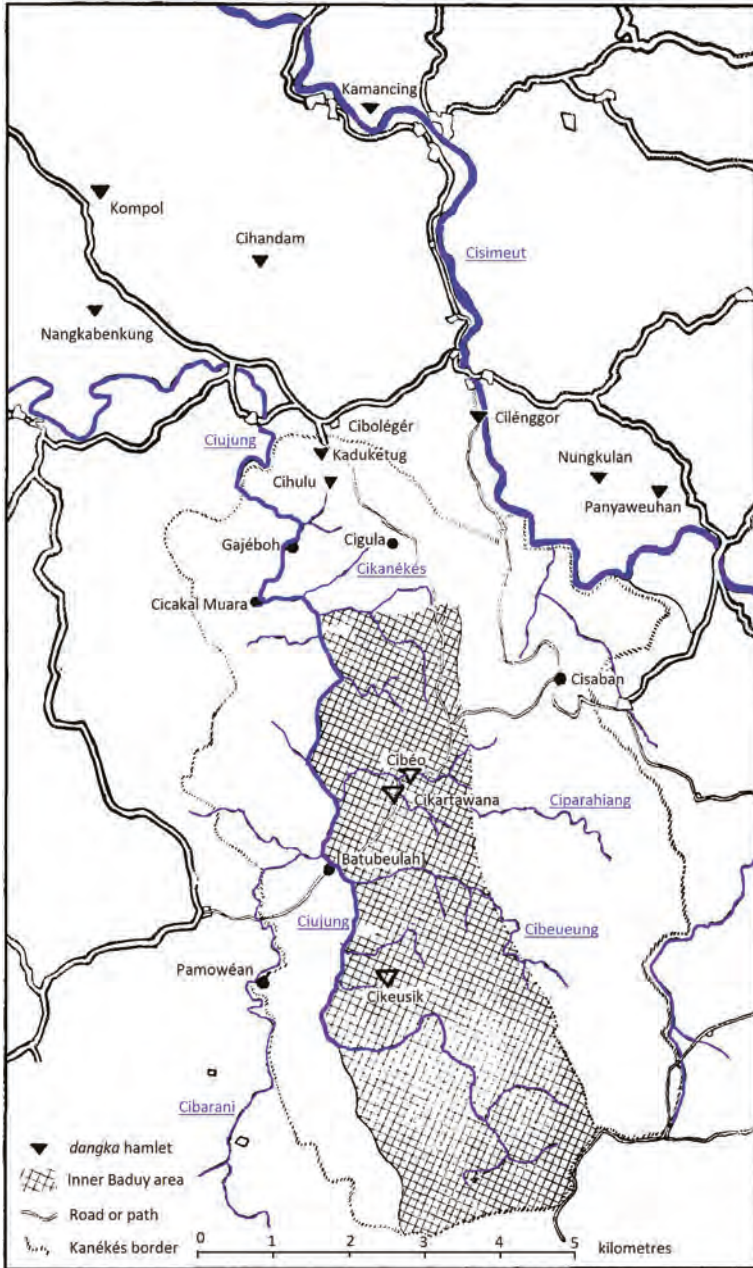 Kamancing
Kompol
Cihandam
Cisimeut
Nangkabenkung
Cilénggor
Cibolégér
Ciujung
Kaduketug
Nungkulan
Cihulu
Panyaweuhan
Gajéboh
Cigula
Cikanékés
Cicakal Muara
Cisaban
Cibéo
Cikartawana
Ciparahiang
[Batubeulah]
Ciujung
Cibeueung
Pamowéan
Cikeusik
Cibarani
dangka hamlet
Inner Baduy area
Road or path
Kanékés border
0 1 2 3 4 5 kilometres